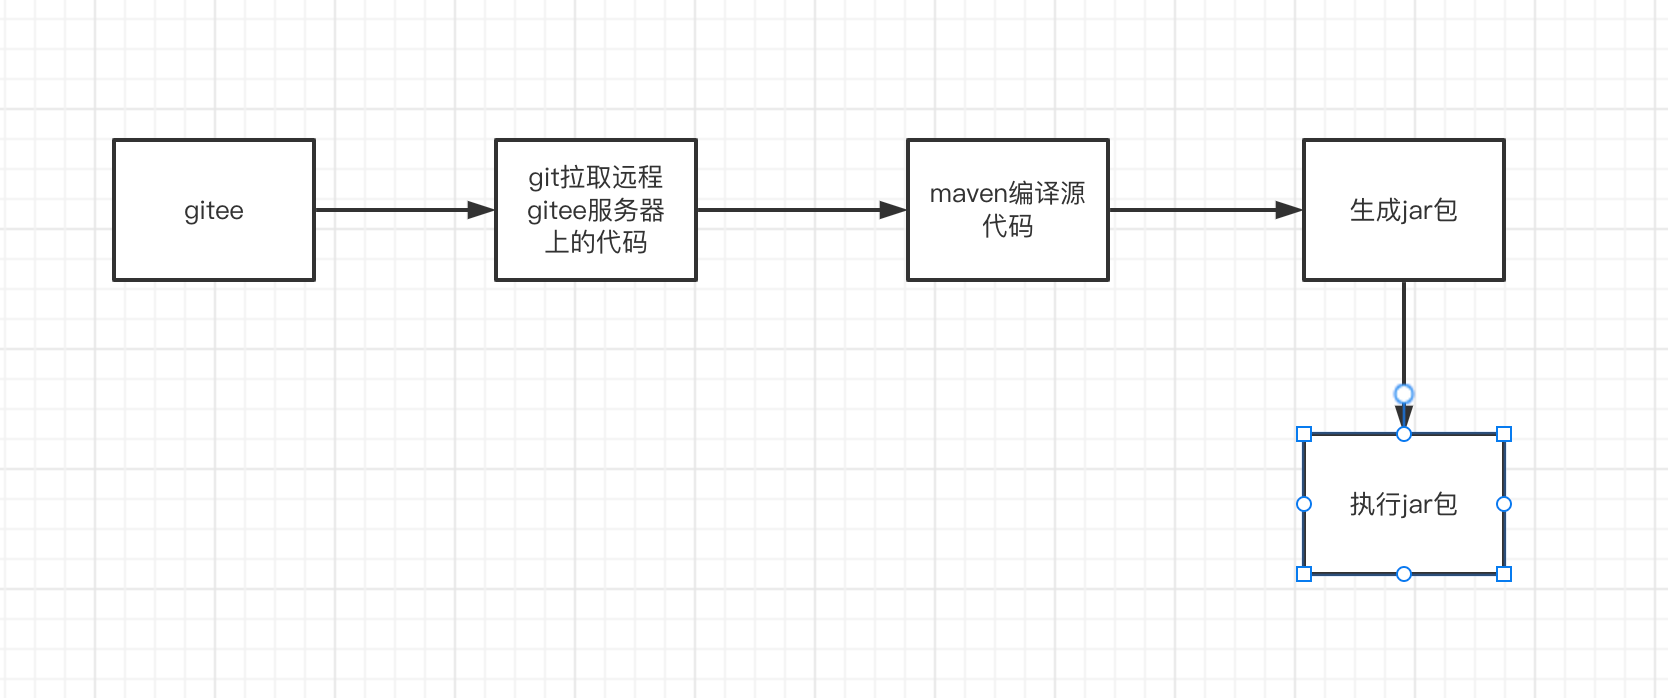 gitee
git拉取远程
gitee服务器
上的代码
maven编译源
代码
生成jar包
执行jar包